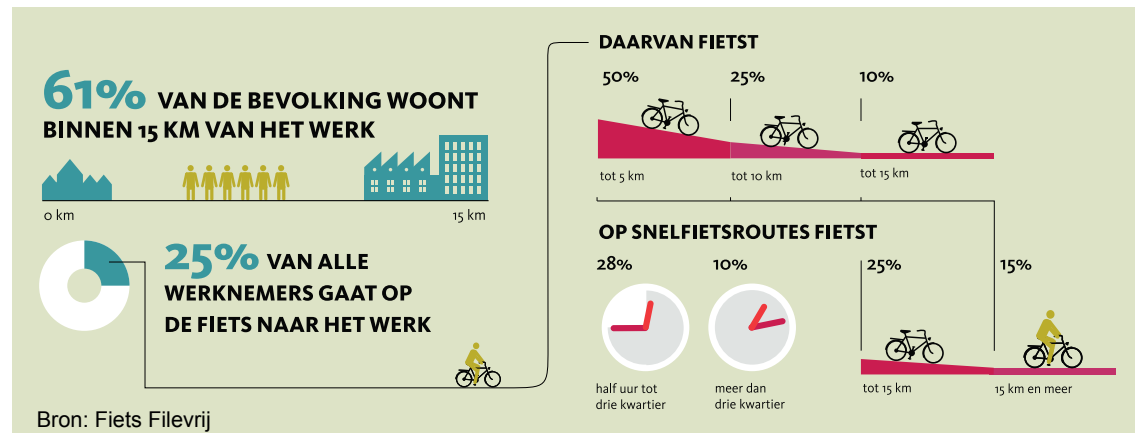 61% VAN DE BEVOLKING WOONT
BINNEN 15 KM VAN HET WERK
0 km
15 km
25% VAN ALLE
WERKNEMERS GAAT OP
DE FIETS NAAR HET WERK
DAARVAN FIETST
50% 25% 10%
tot 5 km tot 10 km tot 15 km
OP SNELFIETSROUTES FIETST
28% 10% 25% 15%
half uur tot
drie kwartier
meer dan
drie kwartier
tot 15 km
15 km en meer
Bron: Fiets Filevrij